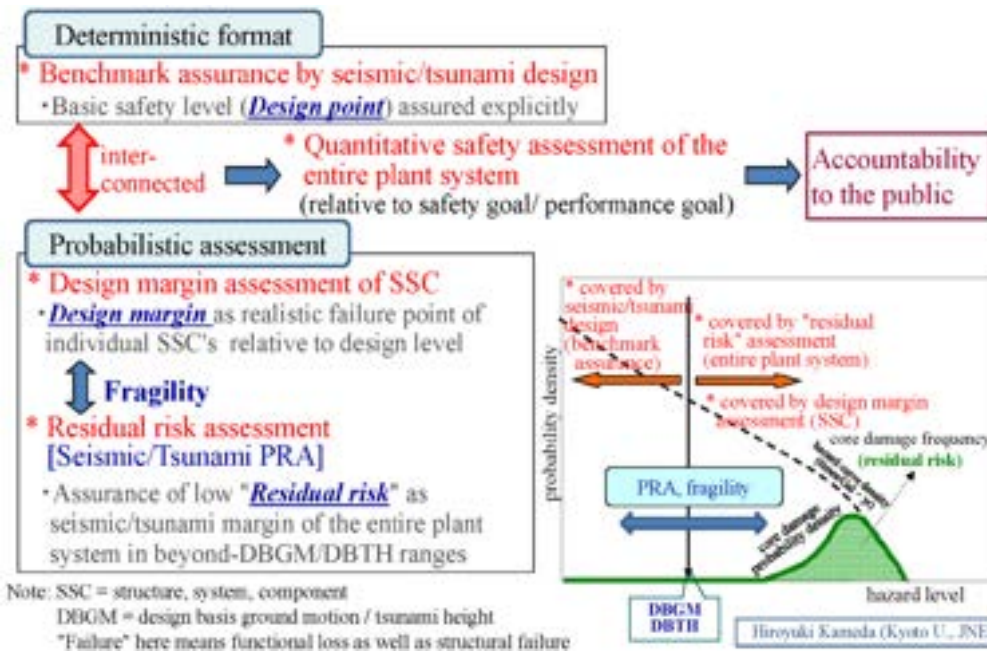 Deterministic format
* Benchmark assurance by seismic/tsunami design
・Basic safety level (Design point) assured explicitly
inter-
connected
* Quantitative safety assessment of the
entire plant system
(relative to safety goal/ performance goal)
Accountability
to the public
Probabilistic assessment
* Design margin assessment of SSC
・Design margin as realistic failure point of
individual SSC's relative to design level
Fragility
* Residual risk assessment
[Seismic/Tsunami PRA]
・Assurance of low "Residual risk" as
seismic/tsunami margin of the entire plant
system in beyond-DBGM/DBTH ranges
Note: SSC = structure, system, component
DBGM = design basis ground motion / tsunami height
"Failure" here means functional loss as well as structural failure
* covered by
seismic/tsunami
design
(benchmark
assurance)
* covered by "residual
risk" assessment
(entire plant system)
* covered by design margin
assessment (SSC)
core damage frequency
(residual risk)
probability density
PRA, fragility
core damage
probability density
hazard level
DBGM
DBTH
Hiroyuki Kameda (Kyoto U., JNE